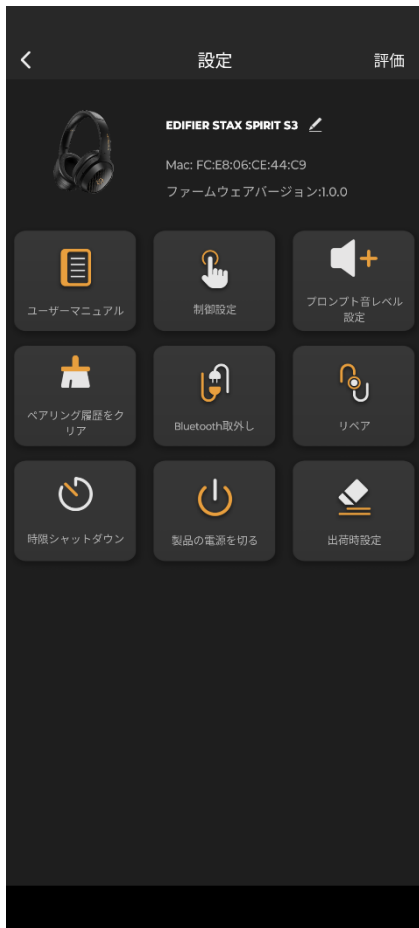 設定
評価
EDIFIER STAX SPIRIT S3
Mac: FC:E8:06:CE:44:C9
ファームウェアバージョン:1.0.0
ユーザーマニュアル
制御設定
プロンプト音レベル
設定
ペアリング履歴をク
リア
Bluetooth取外し
リペア
時限シャットダウン
製品の電源を切る
出荷時設定